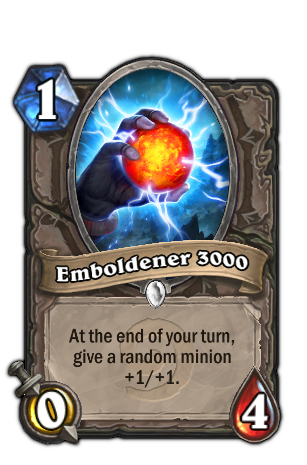 1
Emboldener 3000
At the end of your turn,
give a random minion
+1/+1.
0
4